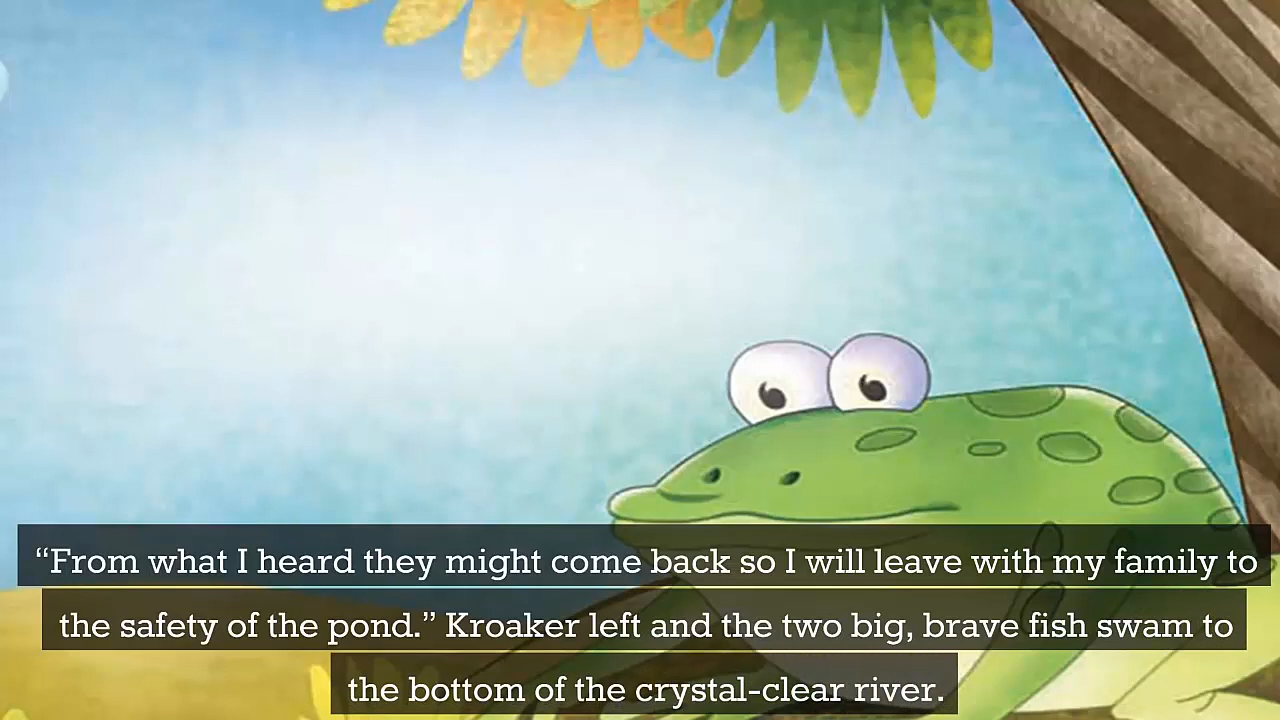 “From what I heard they might come back so I will leave with my family to
the safety of the pond.” Kroaker left and the two big, brave fish swam to
the bottom of the crystal-clear river.